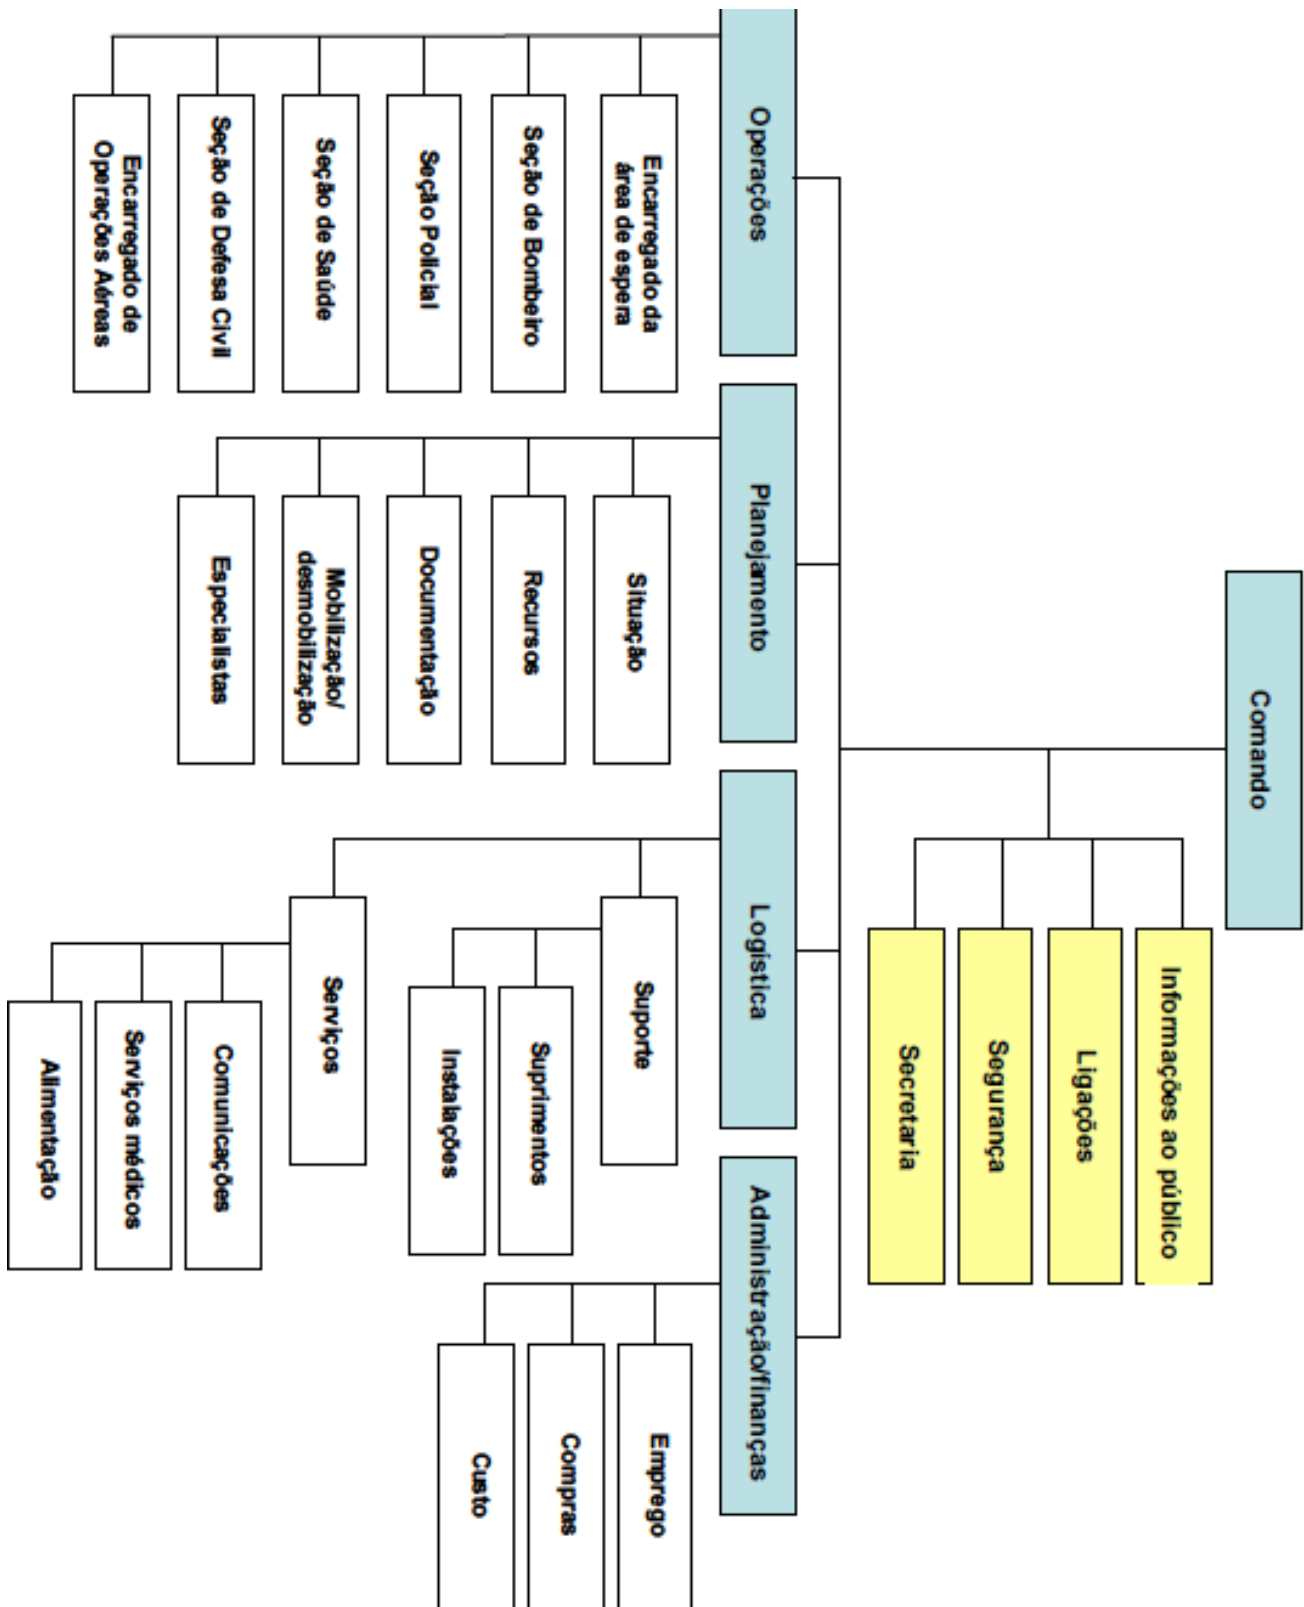 Comando
Informações ao público
Ligações
Segurança
Secretaria
Operações
Encarregado da
área de espera
Seção de Bombeiro
Seção Policial
Seção de Saúde
Seção de Defesa Civil
Encarregado de
Operações Aéreas
Planejamento
Situação
Recursos
Documentação
Mobilização/
desmobilização
Especialistas
Logística
Suporte
Suprimentos
Instalações
Serviços
Comunicações
Serviços médicos
Alimentação
Administração/finanças
Emprego
Compras
Custo